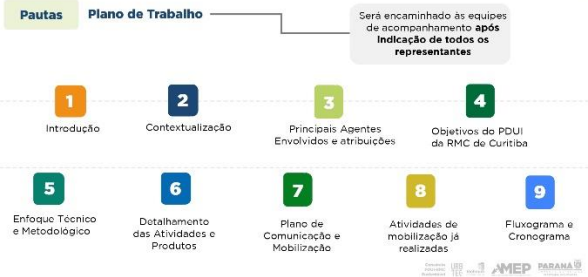 Pautas
Plano de Trabalho
Será encaminhado às equipes
de acompanhamento após
indicação de todos os
representantes
1
Introdução
2
Contextualização
3
Principais Agentes
Envolvidos e atribuições
4
Objetivos do PDUI
da RMC de Curitiba
5
Enfoque Técnico
e Metodológico
6
Detalhamento
das Atividades e
Produtos
7
Plano de
Comunicação e
Mobilização
8
Atividades de
mobilização já
realizadas
9
Fluxograma e
Cronograma
AMEP
PARANÁ